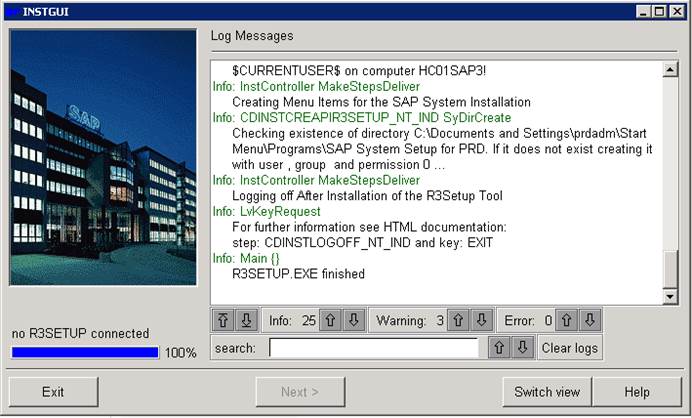 INSTGUI
SAP
Log Messages
$CURRENTUSER$ on computer HC01SAP3!
Info: InstController MakeStepsDeliver
Creating Menu Items for the SAP System Installation
Info: CDINSTCREAPIR3SETUP_NT_IND SyDirCreate
Checking existence of directory C:\Documents and Settings\prdadm\Start
Menu\Programs\SAP System Setup for PRD. If it does not exist creating it
with user , group  and permission 0 ...
Info: InstController MakeStepsDeliver
Logging off After Installation of the R3Setup Tool
Info: LvKeyRequest
For further information see HTML documentation:
step: CDINSTLOGOFF_NT_IND and key: EXIT
Info: Main {}
R3SETUP.EXE finished
Info: 25 Warning: 3 Error: 0
no R3SETUP connected
100%
search: Clear logs
Exit Next > Switch view Help